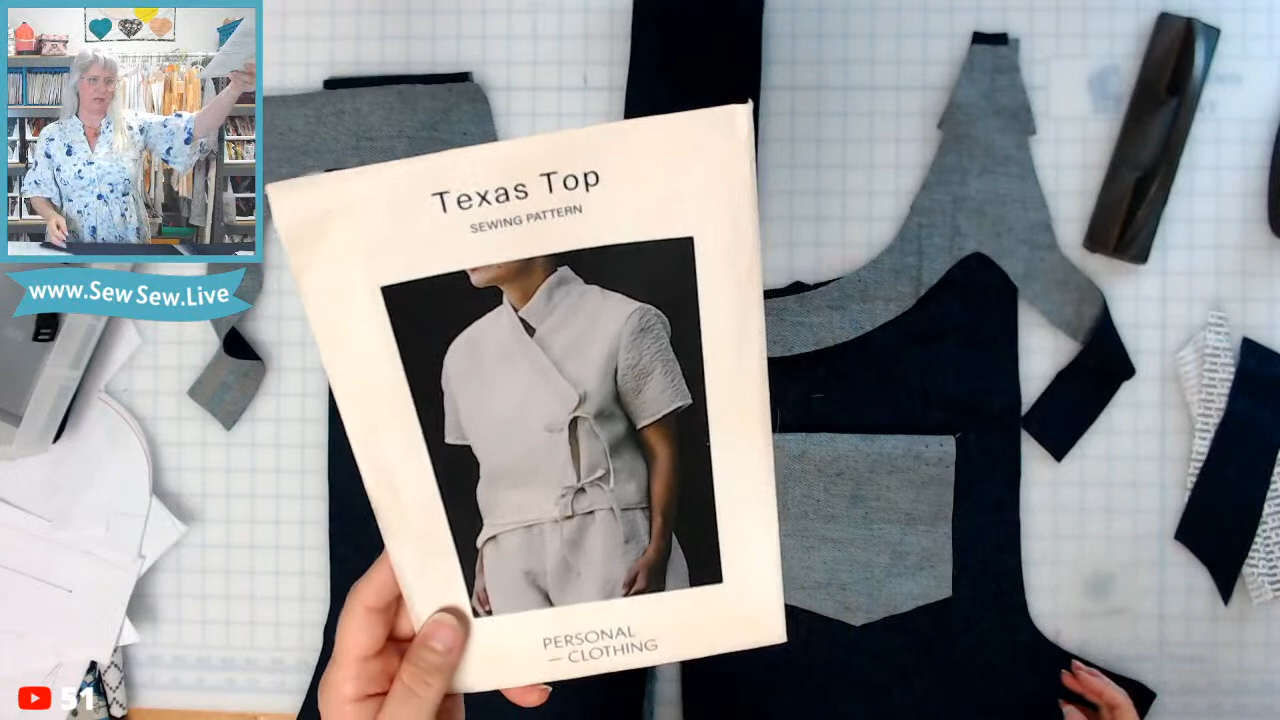 www.SewSew.Live
Texas Top
SEWING PATTERN
PERSONAL
— CLOTHING
51